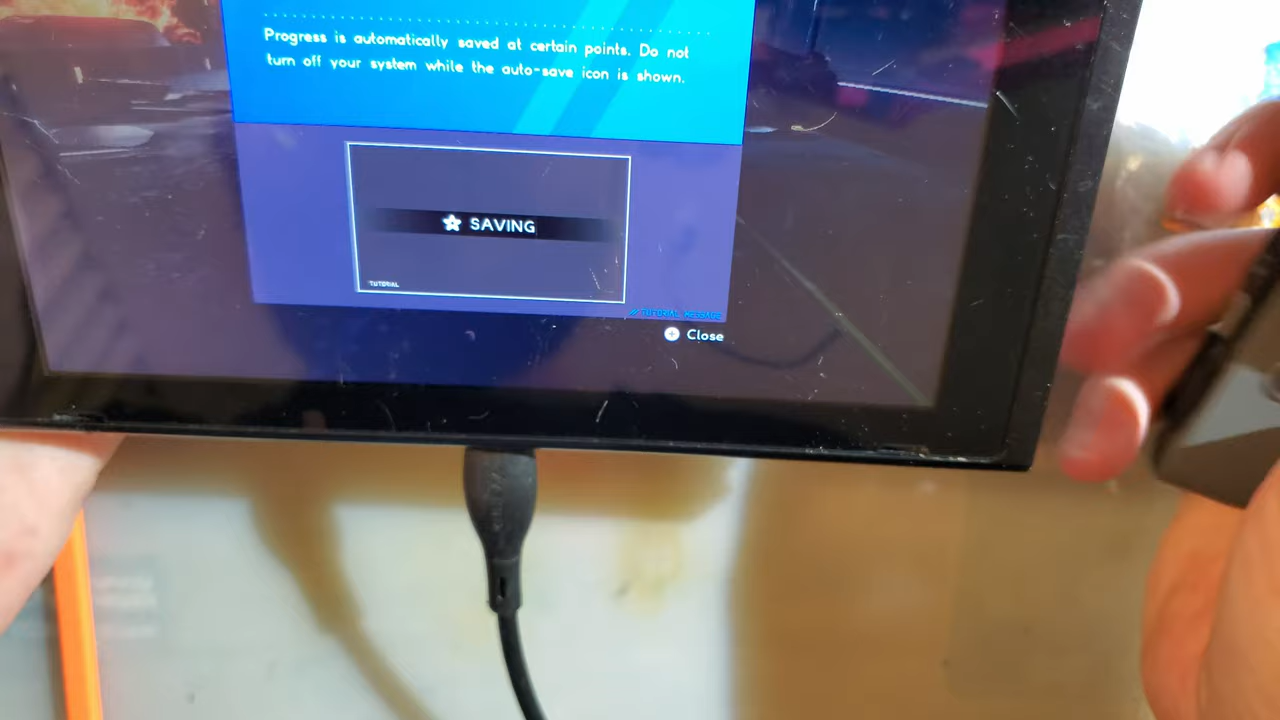 Progress is automatically saved at certain points. Do not
turn off your system while the auto-save icon is shown.
SAVING
TUTORIAL
// TUTORIAL MESSAGE
Close